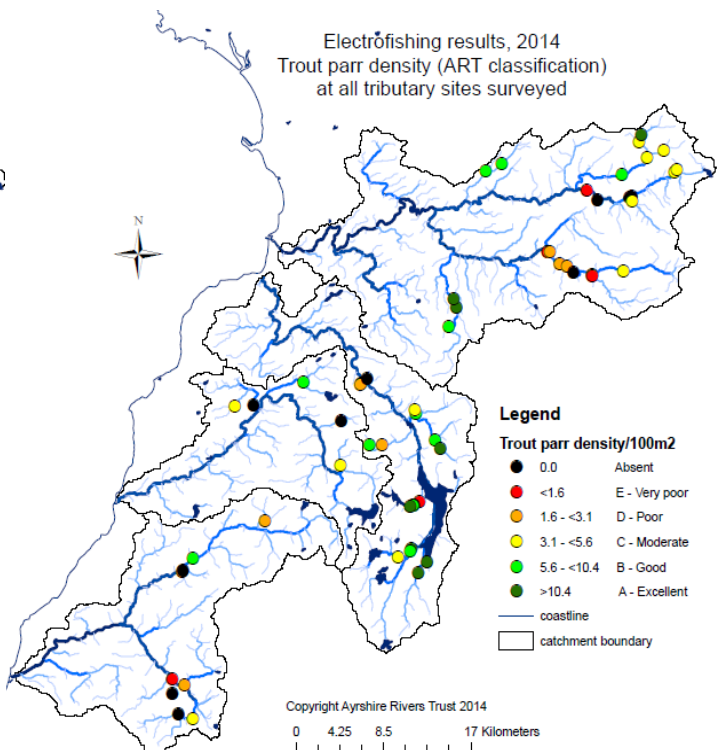 Electrofishing results, 2014
Trout parr density (ART classification)
at all tributary sites surveyed
N
Legend
Trout parr density/100m2
0.0 Absent
<1.6 E - Very poor
1.6 - <3.1 D - Poor
3.1 - <5.6 C - Moderate
5.6 - <10.4 B - Good
>10.4 A - Excellent
coastline
catchment boundary
Copyright Ayrshire Rivers Trust 2014
0 4.25 8.5 17 Kilometers